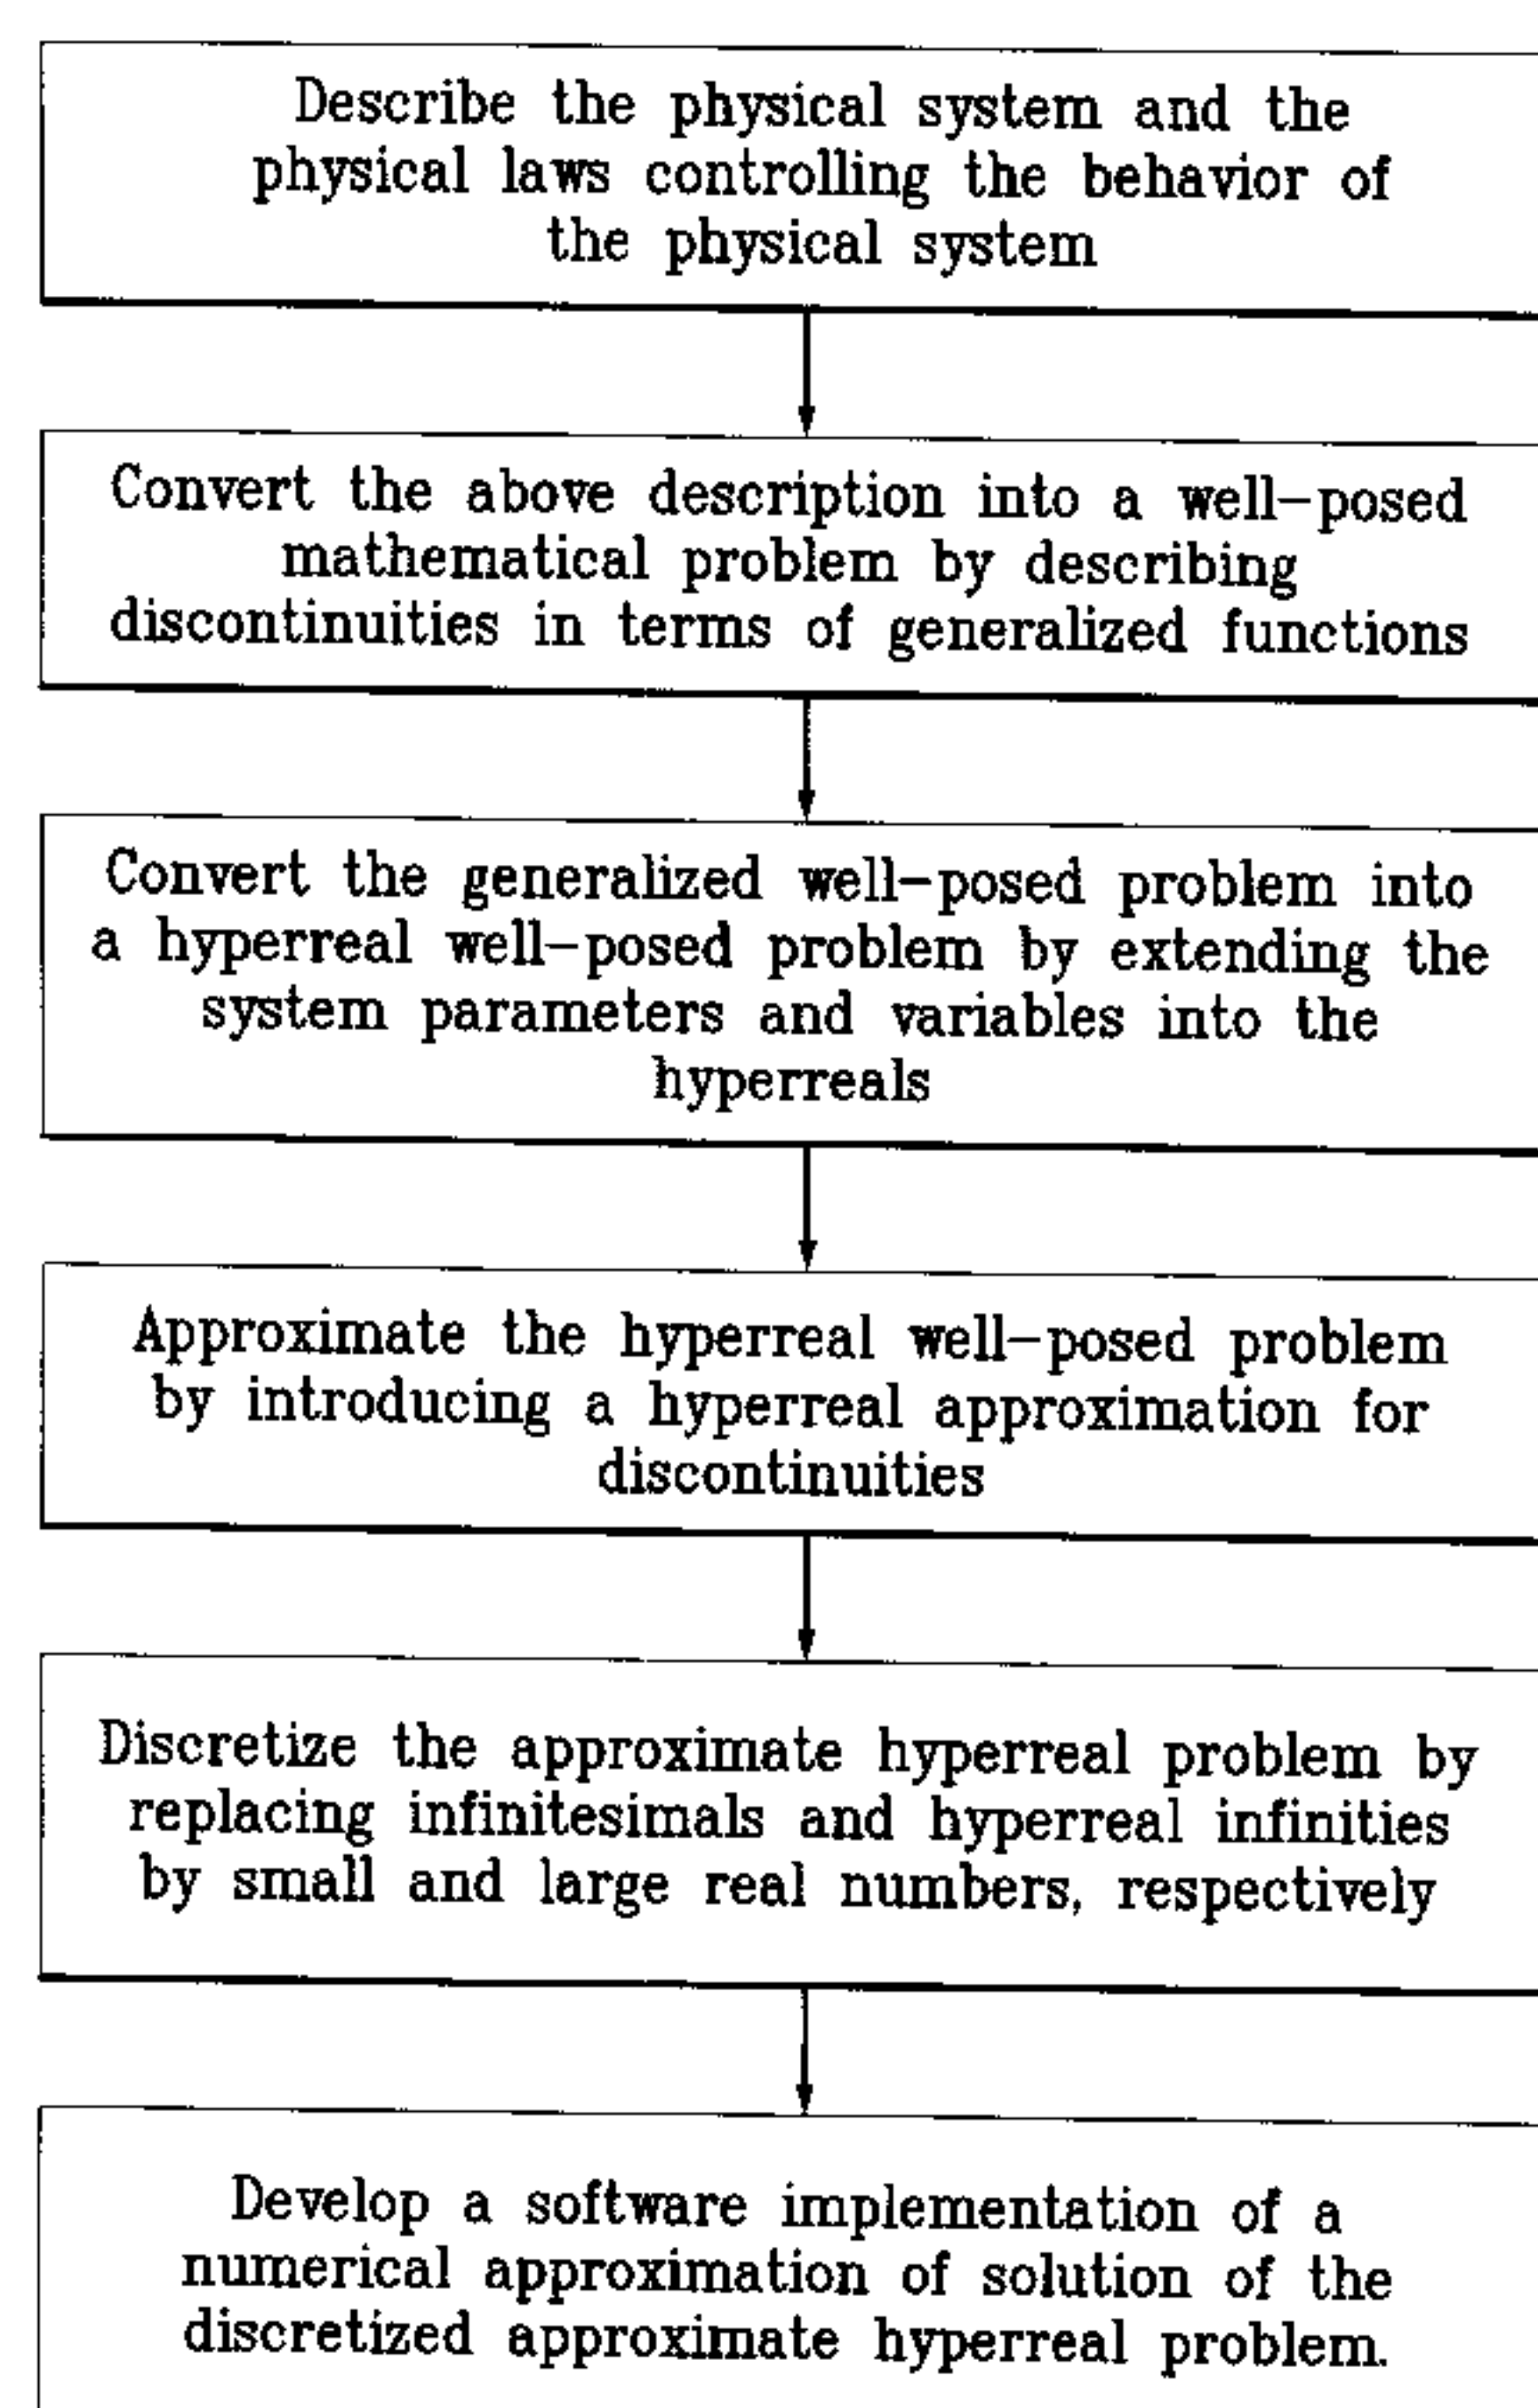 Describe the physical system and the
physical laws controlling the behavior of
the physical system
Convert the above description into a well-posed
mathematical problem by describing
discontinuities in terms of generalized functions
Convert the generalized well-posed problem into
a hyperreal well-posed problem by extending the
system parameters and variables into the
hyperreals
Approximate the hyperreal well-posed problem
by introducing a hyperreal approximation for
discontinuities
Discretize the approximate hyperreal problem by
replacing infinitesimals and hyperreal infinities
by small and large real numbers, respectively
Develop a software implementation of a
numerical approximation of solution of the
discretized approximate hyperreal problem.